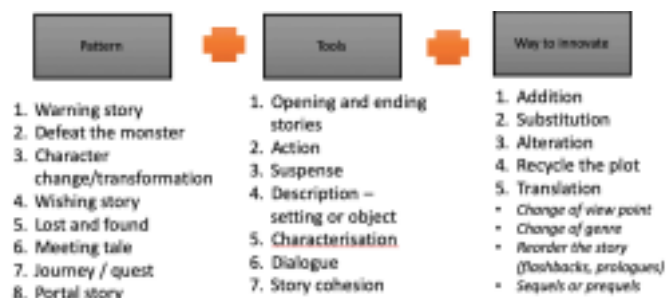 Pattern
Tools
Way to Innovate
1. Warning story
2. Defeat the monster
3. Character
change/transformation
4. Wishing story
5. Lost and found
6. Meeting tale
7. Journey / quest
8. Portal story
1. Opening and ending
stories
2. Action
3. Suspense
4. Description –
setting or object
5. Characterisation
6. Dialogue
7. Story cohesion
1. Addition
2. Substitution
3. Alteration
4. Recycle the plot
5. Translation
• Change of view point
• Change of genre
• Reorder the story
(flashbacks, prologues)
• Sequels or prequels